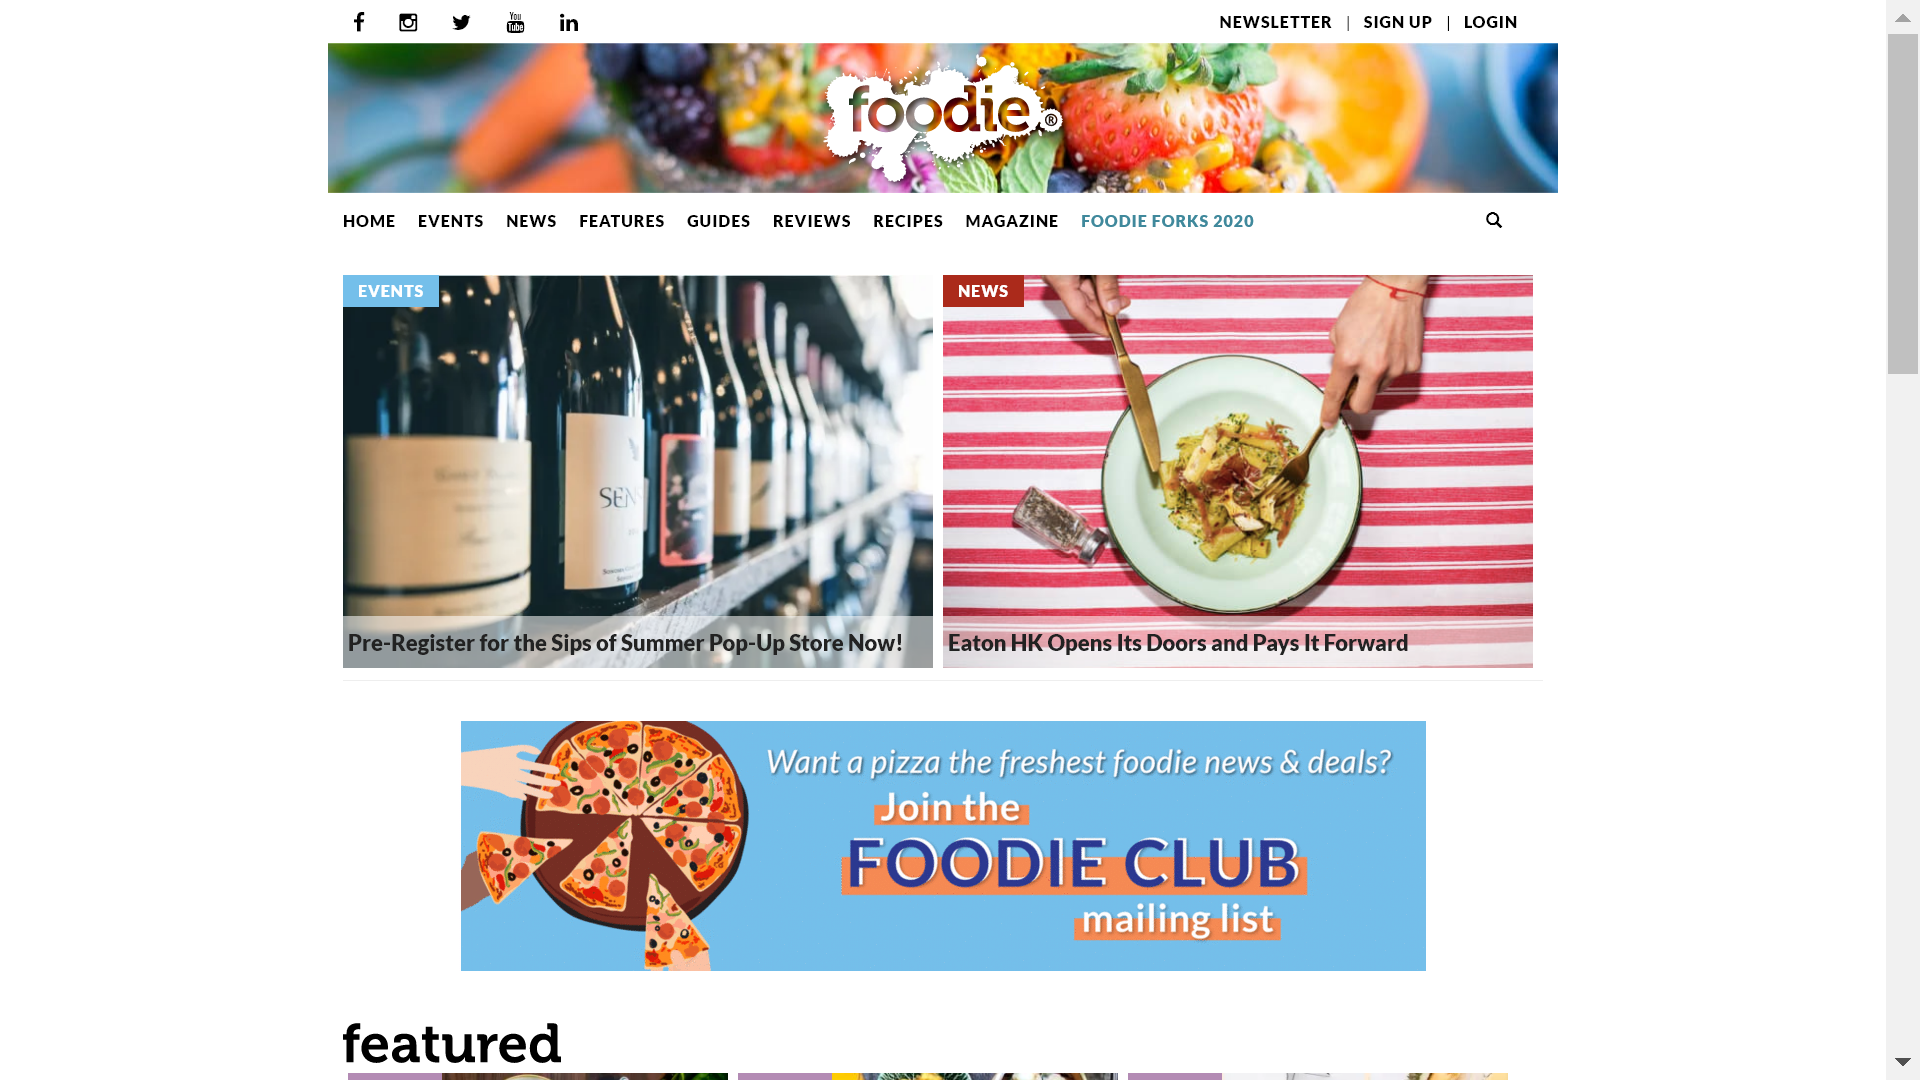 NEWSLETTER | SIGN UP | LOGIN
foodie®
HOME EVENTS NEWS FEATURES GUIDES REVIEWS RECIPES MAGAZINE FOODIE FORKS 2020
EVENTS
NEWS
SEN
Pre-Register for the Sips of Summer Pop-Up Store Now!
Eaton HK Opens Its Doors and Pays It Forward
Want a pizza the freshest foodie news & deals?
Join the
FOODIE CLUB
mailing list
featured